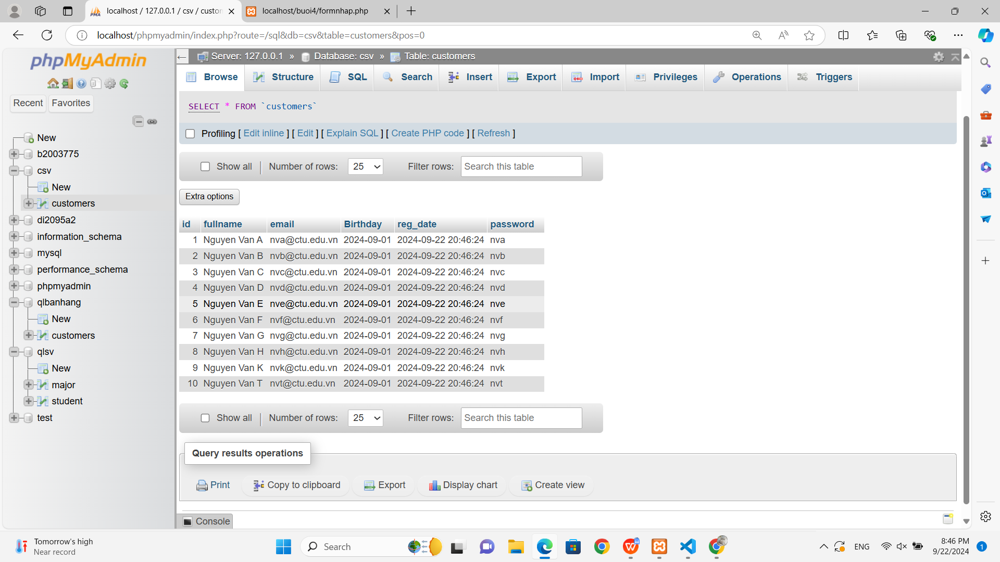 localhost / 127.0.0.1 / csv / custon
localhost/buoi4/formnhap.php
localhost/phpmyadmin/index.php?route=/sql&db=csv&table=customers&pos=0
phpMyAdmin
Recent
Favorites
New
b2003775
csv
New
customers
di2095a2
information_schema
mysql
performance_schema
phpmyadmin
qlbanhang
New
customers
qlsv
New
major
student
test
Server: 127.0.0.1 » Database: csv » Table: customers
Browse Structure SQL Search Insert Export Import Privileges Operations Triggers
SELECT * FROM `customers`
Profiling [ Edit inline ] [ Edit ] [ Explain SQL ] [ Create PHP code ] [ Refresh ]
Show all Number of rows: 25 Filter rows: Search this table
Extra options
id fullname email Birthday reg_date password
1 Nguyen Van A nva@ctu.edu.vn 2024-09-01 2024-09-22 20:46:24 nva
2 Nguyen Van B nvb@ctu.edu.vn 2024-09-01 2024-09-22 20:46:24 nvb
3 Nguyen Van C nvc@ctu.edu.vn 2024-09-01 2024-09-22 20:46:24 nvc
4 Nguyen Van D nvd@ctu.edu.vn 2024-09-01 2024-09-22 20:46:24 nvd
5 Nguyen Van E nve@ctu.edu.vn 2024-09-01 2024-09-22 20:46:24 nve
6 Nguyen Van F nvf@ctu.edu.vn 2024-09-01 2024-09-22 20:46:24 nvf
7 Nguyen Van G nvg@ctu.edu.vn 2024-09-01 2024-09-22 20:46:24 nvg
8 Nguyen Van H nvh@ctu.edu.vn 2024-09-01 2024-09-22 20:46:24 nvh
9 Nguyen Van K nvk@ctu.edu.vn 2024-09-01 2024-09-22 20:46:24 nvk
10 Nguyen Van T nvt@ctu.edu.vn 2024-09-01 2024-09-22 20:46:24 nvt
Show all Number of rows: 25 Filter rows: Search this table
Query results operations
Print Copy to clipboard Export Display chart Create view
Console
Tomorrow's high
Near record
Search
ENG
8:46 PM
9/22/2024
1